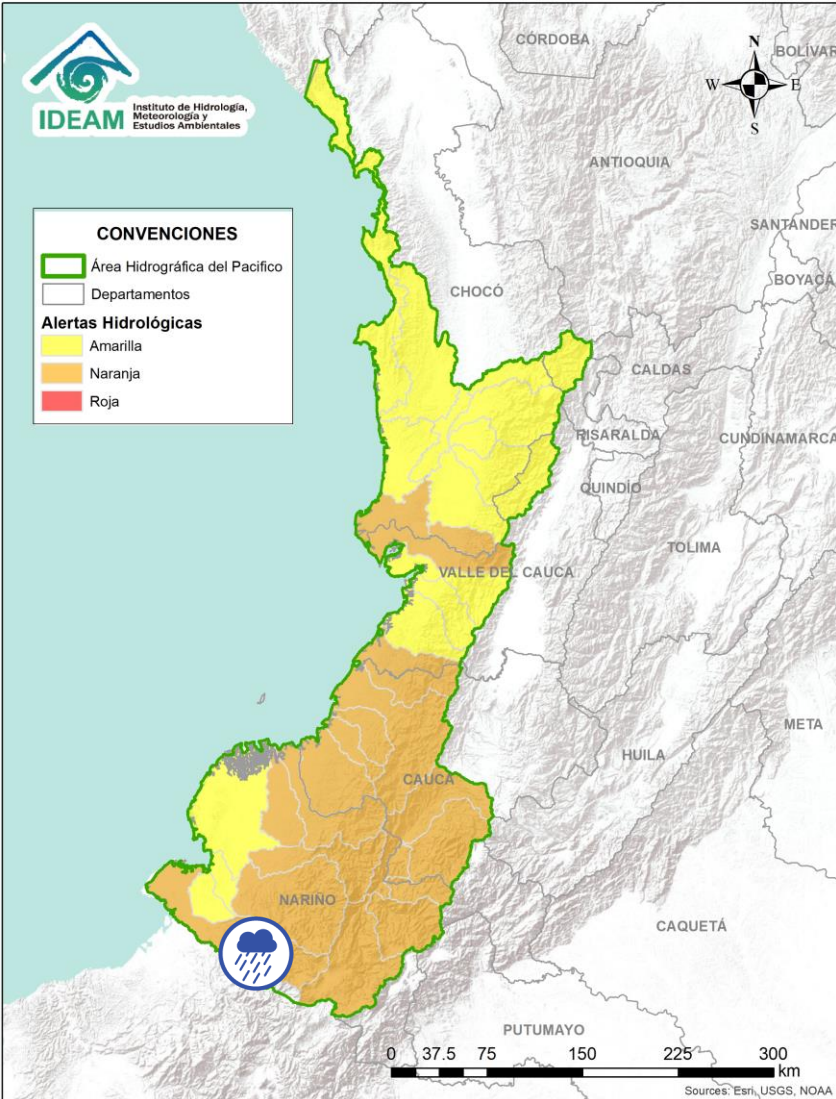 IDEAM
Instituto de Hidrología,
Meteorología y
Estudios Ambientales
CÓRDOBA
BOLÍVAR
N
W
E
S
ANTIOQUIA
SANTANDER
BOYACÁ
CONVENCIONES
Área Hidrográfica del Pacifico
Departamentos
Alertas Hidrológicas
Amarilla
Naranja
Roja
CHOCÓ
CALDAS
RISARALDA
CUNDINAMARCA
QUINDÍO
TOLIMA
VALLE DEL CAUCA
META
HUILA
CAUCA
NARIÑO
CAQUETÁ
PUTUMAYO
0 37.5 75 150 225 300
km
Sources: Esri, USGS, NOAA